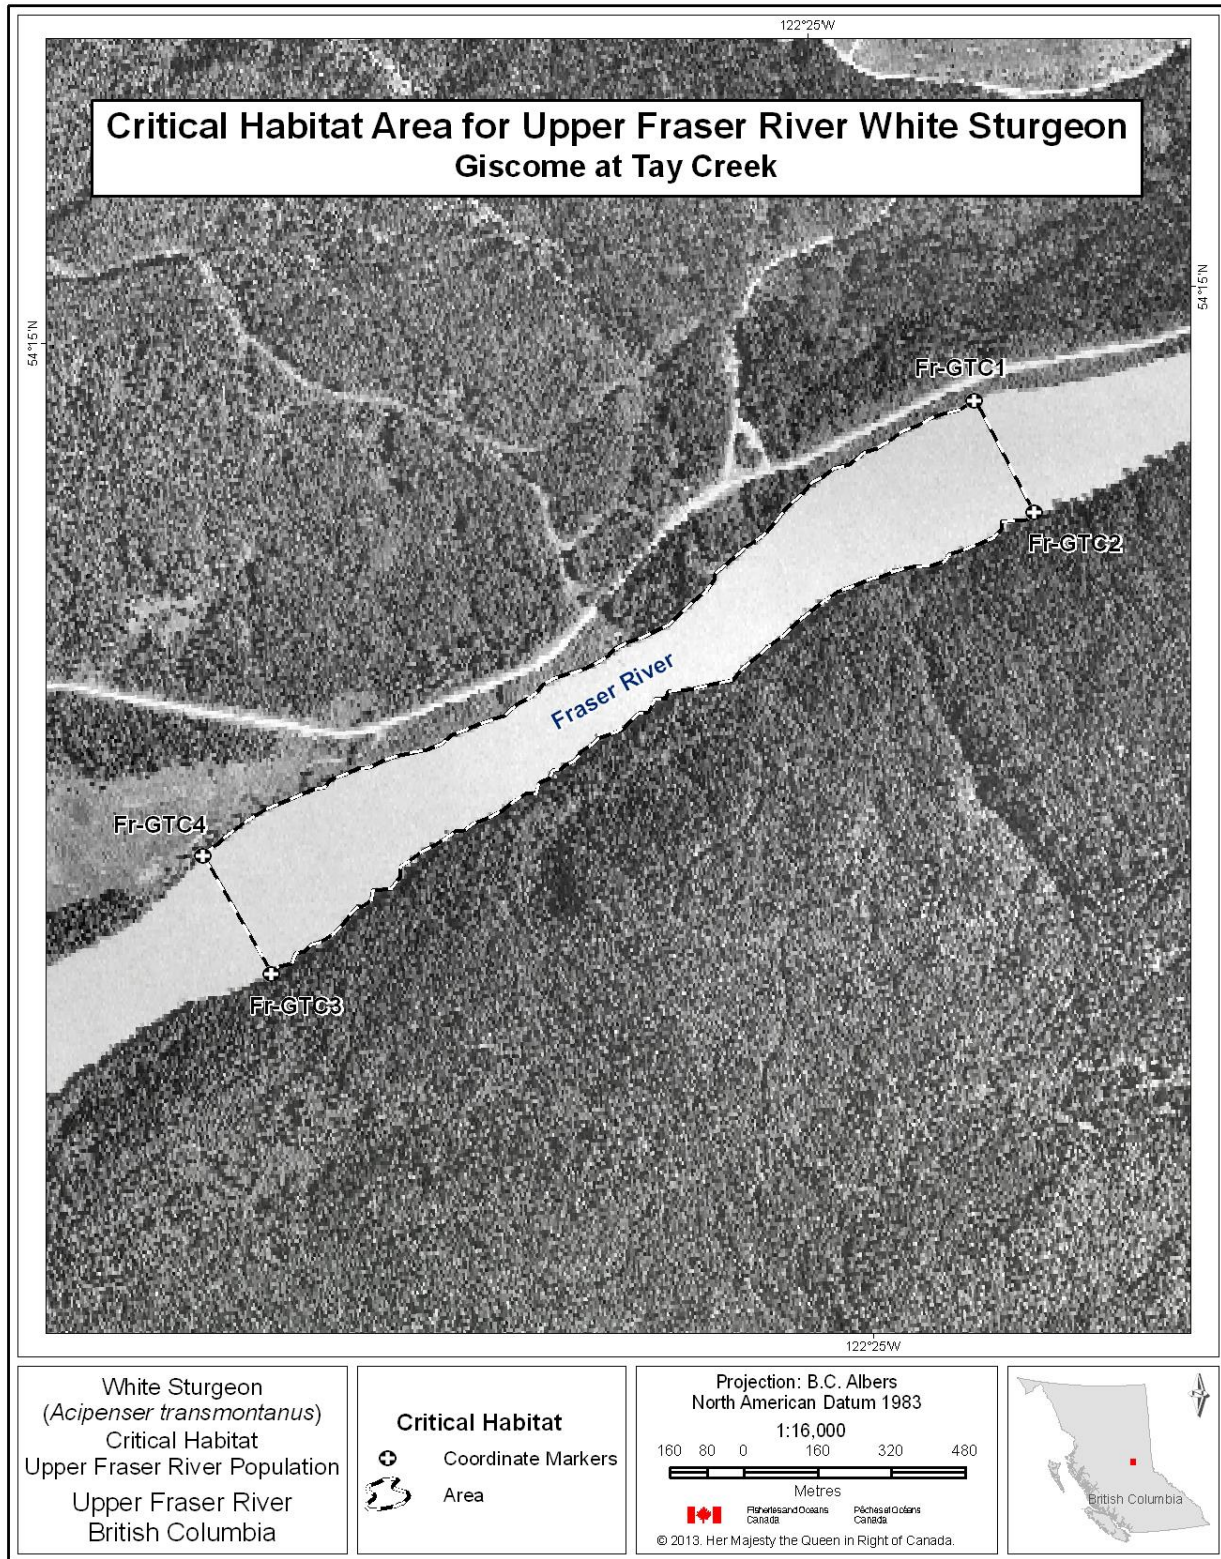 122°25'W
Critical Habitat Area for Upper Fraser River White Sturgeon
Giscome at Tay Creek
54°15'N
54°15'N
Fr-GTC1
Fr-GTC2
Fraser River
Fr-GTC4
Fr-GTC3
122°25'W
White Sturgeon
(Acipenser transmontanus)
Critical Habitat
Upper Fraser River Population
Upper Fraser River
British Columbia
Critical Habitat
Coordinate Markers
Area
Projection: B.C. Albers
North American Datum 1983
1:16,000
160 80 0 160 320 480
Metres
Fisheries and Oceans
Canada
Pêches et Océans
Canada
© 2013. Her Majesty the Queen in Right of Canada.
British Columbia